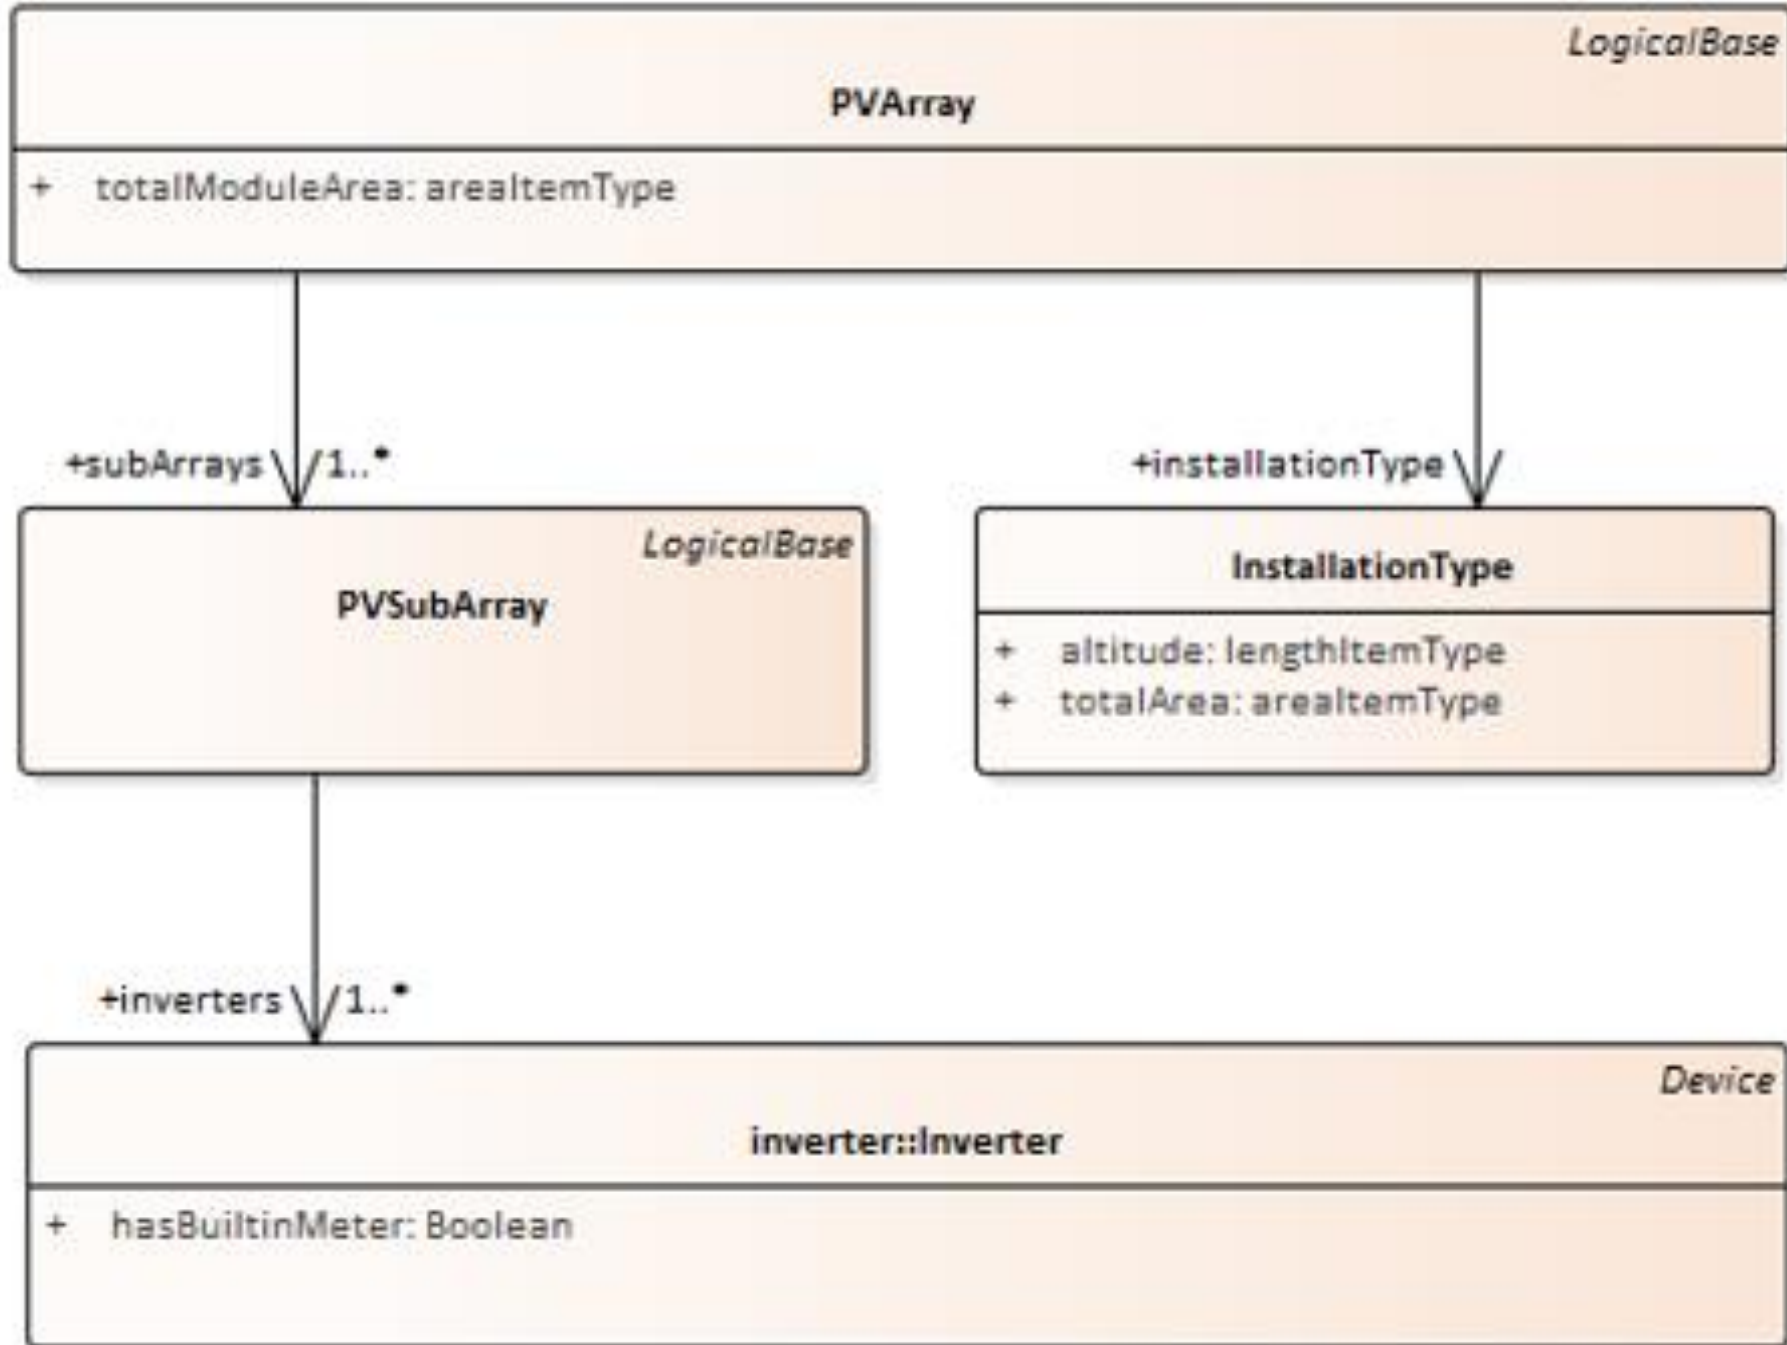 LogicalBase
PVArray
+ totalModuleArea: areaItemType
+subArrays 1..*
+installationType
LogicalBase
PVSubArray
InstallationType
+ altitude: lengthItemType
+ totalArea: areaItemType
+inverters 1..*
Device
inverter::Inverter
+ hasBuiltinMeter: Boolean